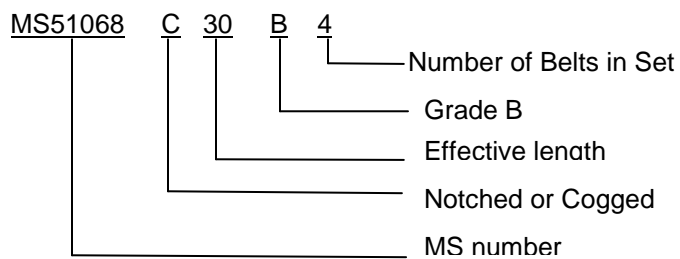 MS51068 C 30 B 4
Number of Belts in Set
Grade B
Effective length
Notched or Cogged
MS number